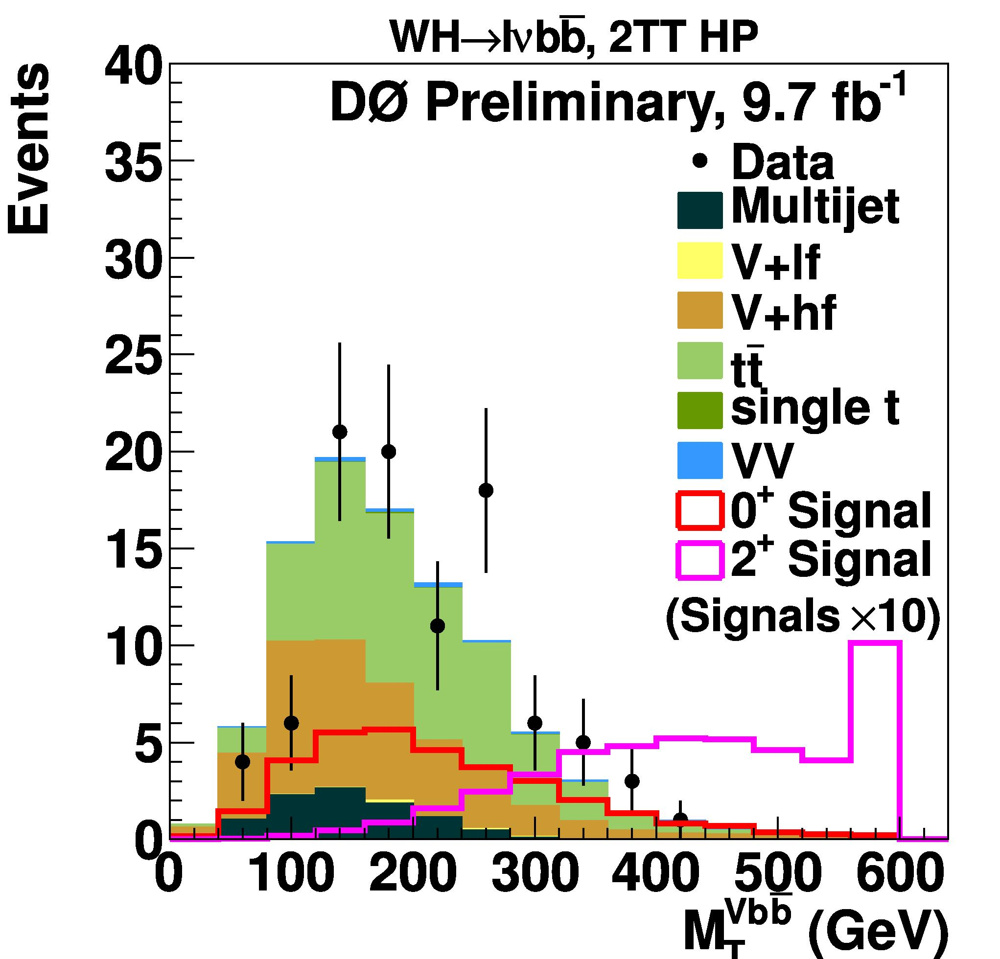 WH→lνbb̅, 2TT HP
DØ Preliminary, 9.7 fb⁻¹
Events
40
35
30
25
20
15
10
5
0
Data
Multijet
V+lf
V+hf
tt̅
single t
VV
0⁺ Signal
2⁺ Signal
(Signals ×10)
0 100 200 300 400 500 600
M_T^{Vbb̅} (GeV)